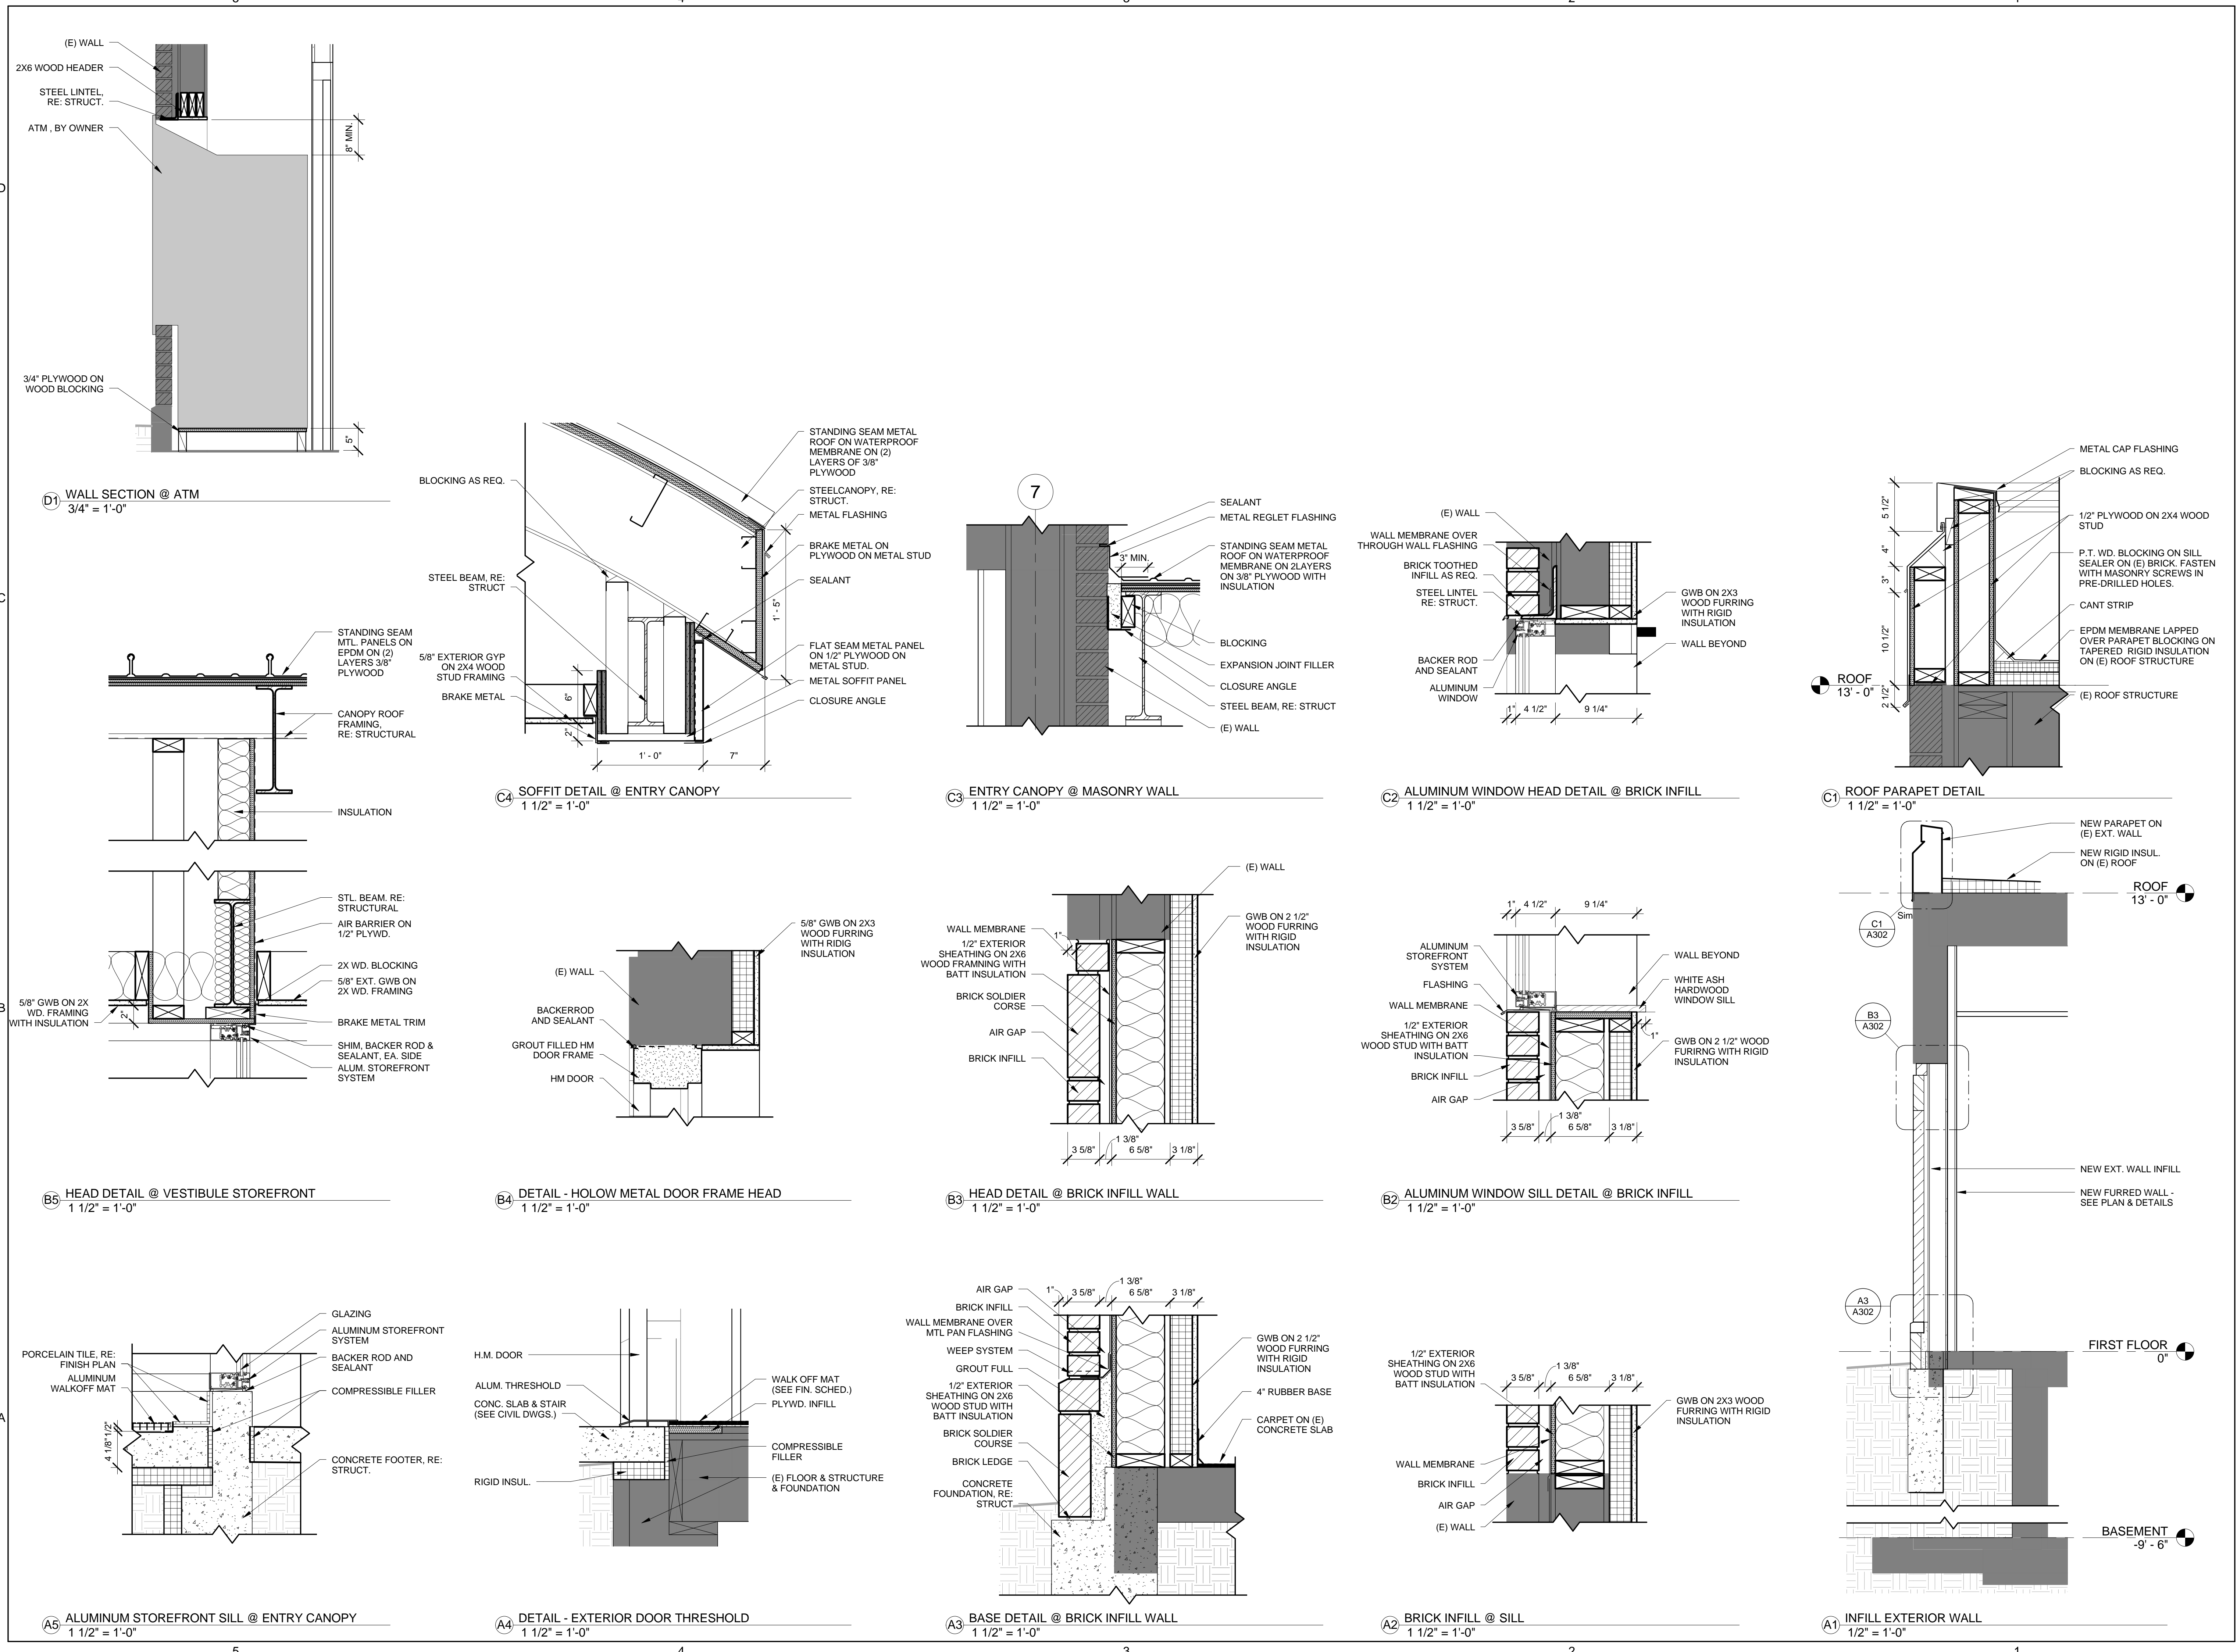 (E) WALL
2X6 WOOD HEADER
STEEL LINTEL,
RE: STRUCT.
ATM , BY OWNER
8" MIN.
3/4" PLYWOOD ON
WOOD BLOCKING
5"
D1 WALL SECTION @ ATM
3/4" = 1'-0"
BLOCKING AS REQ.
STEEL BEAM, RE:
STRUCT
5/8" EXTERIOR GYP
ON 2X4 WOOD
STUD FRAMING
BRAKE METAL
STANDING SEAM METAL
ROOF ON WATERPROOF
MEMBRANE ON (2)
LAYERS OF 3/8"
PLYWOOD
STEELCANOPY, RE:
STRUCT.
METAL FLASHING
BRAKE METAL ON
PLYWOOD ON METAL STUD
SEALANT
FLAT SEAM METAL PANEL
ON 1/2" PLYWOOD ON
METAL STUD.
METAL SOFFIT PANEL
CLOSURE ANGLE
1' - 5"
6"
2"
1' - 0"
7"
C4 SOFFIT DETAIL @ ENTRY CANOPY
1 1/2" = 1'-0"
7
3" MIN.
SEALANT
METAL REGLET FLASHING
STANDING SEAM METAL
ROOF ON WATERPROOF
MEMBRANE ON 2LAYERS
ON 3/8" PLYWOOD WITH
INSULATION
BLOCKING
EXPANSION JOINT FILLER
CLOSURE ANGLE
STEEL BEAM, RE: STRUCT
(E) WALL
C3 ENTRY CANOPY @ MASONRY WALL
1 1/2" = 1'-0"
(E) WALL
WALL MEMBRANE OVER
THROUGH WALL FLASHING
BRICK TOOTHED
INFILL AS REQ.
STEEL LINTEL
RE: STRUCT.
BACKER ROD
AND SEALANT
ALUMINUM
WINDOW
GWB ON 2X3
WOOD FURRING
WITH RIGID
INSULATION
WALL BEYOND
1" 4 1/2" 9 1/4"
C2 ALUMINUM WINDOW HEAD DETAIL @ BRICK INFILL
1 1/2" = 1'-0"
METAL CAP FLASHING
BLOCKING AS REQ.
1/2" PLYWOOD ON 2X4 WOOD
STUD
P.T. WD. BLOCKING ON SILL
SEALER ON (E) BRICK. FASTEN
WITH MASONRY SCREWS IN
PRE-DRILLED HOLES.
CANT STRIP
EPDM MEMBRANE LAPPED
OVER PARAPET BLOCKING ON
TAPERED RIGID INSULATION
ON (E) ROOF STRUCTURE
(E) ROOF STRUCTURE
5 1/2"
4"
3"
10 1/2"
2 1/2"
ROOF
13' - 0"
C1 ROOF PARAPET DETAIL
1 1/2" = 1'-0"
STANDING SEAM
MTL. PANELS ON
EPDM ON (2)
LAYERS 3/8"
PLYWOOD
CANOPY ROOF
FRAMING,
RE: STRUCTURAL
INSULATION
STL. BEAM. RE:
STRUCTURAL
AIR BARRIER ON
1/2" PLYWD.
2X WD. BLOCKING
5/8" EXT. GWB ON
2X WD. FRAMING
BRAKE METAL TRIM
SHIM, BACKER ROD &
SEALANT, EA. SIDE
ALUM. STOREFRONT
SYSTEM
5/8" GWB ON 2X
WD. FRAMING
WITH INSULATION
2"
B5 HEAD DETAIL @ VESTIBULE STOREFRONT
1 1/2" = 1'-0"
(E) WALL
BACKERROD
AND SEALANT
GROUT FILLED HM
DOOR FRAME
HM DOOR
5/8" GWB ON 2X3
WOOD FURRING
WITH RIDIG
INSULATION
B4 DETAIL - HOLOW METAL DOOR FRAME HEAD
1 1/2" = 1'-0"
WALL MEMBRANE
1"
1/2" EXTERIOR
SHEATHING ON 2X6
WOOD FRAMNING WITH
BATT INSULATION
BRICK SOLDIER
CORSE
AIR GAP
BRICK INFILL
(E) WALL
GWB ON 2 1/2"
WOOD FURRING
WITH RIGID
INSULATION
1 3/8"
3 5/8" 6 5/8" 3 1/8"
B3 HEAD DETAIL @ BRICK INFILL WALL
1 1/2" = 1'-0"
1" 4 1/2" 9 1/4"
ALUMINUM
STOREFRONT
SYSTEM
FLASHING
WALL MEMBRANE
1/2" EXTERIOR
SHEATHING ON 2X6
WOOD STUD WITH BATT
INSULATION
BRICK INFILL
AIR GAP
WALL BEYOND
WHITE ASH
HARDWOOD
WINDOW SILL
1"
GWB ON 2 1/2" WOOD
FURIRNG WITH RIGID
INSULATION
1 3/8"
3 5/8" 6 5/8" 3 1/8"
B2 ALUMINUM WINDOW SILL DETAIL @ BRICK INFILL
1 1/2" = 1'-0"
NEW PARAPET ON
(E) EXT. WALL
NEW RIGID INSUL.
ON (E) ROOF
ROOF
13' - 0"
Sim
C1
A302
B3
A302
NEW EXT. WALL INFILL
NEW FURRED WALL -
SEE PLAN & DETAILS
A3
A302
FIRST FLOOR
0"
BASEMENT
-9' - 6"
A1 INFILL EXTERIOR WALL
1/2" = 1'-0"
PORCELAIN TILE, RE:
FINISH PLAN
ALUMINUM
WALKOFF MAT
1/2"
4 1/8"
GLAZING
ALUMINUM STOREFRONT
SYSTEM
BACKER ROD AND
SEALANT
COMPRESSIBLE FILLER
CONCRETE FOOTER, RE:
STRUCT.
A5 ALUMINUM STOREFRONT SILL @ ENTRY CANOPY
1 1/2" = 1'-0"
H.M. DOOR
ALUM. THRESHOLD
CONC. SLAB & STAIR
(SEE CIVIL DWGS.)
RIGID INSUL.
WALK OFF MAT
(SEE FIN. SCHED.)
PLYWD. INFILL
COMPRESSIBLE
FILLER
(E) FLOOR & STRUCTURE
& FOUNDATION
A4 DETAIL - EXTERIOR DOOR THRESHOLD
1 1/2" = 1'-0"
AIR GAP
BRICK INFILL
WALL MEMBRANE OVER
MTL PAN FLASHING
WEEP SYSTEM
GROUT FULL
1/2" EXTERIOR
SHEATHING ON 2X6
WOOD STUD WITH
BATT INSULATION
BRICK SOLDIER
COURSE
BRICK LEDGE
CONCRETE
FOUNDATION, RE:
STRUCT.
1 3/8"
1" 3 5/8" 6 5/8" 3 1/8"
GWB ON 2 1/2"
WOOD FURRING
WITH RIGID
INSULATION
4" RUBBER BASE
CARPET ON (E)
CONCRETE SLAB
A3 BASE DETAIL @ BRICK INFILL WALL
1 1/2" = 1'-0"
1/2" EXTERIOR
SHEATHING ON 2X6
WOOD STUD WITH
BATT INSULATION
1 3/8"
3 5/8" 6 5/8" 3 1/8"
GWB ON 2X3 WOOD
FURRING WITH RIGID
INSULATION
WALL MEMBRANE
BRICK INFILL
AIR GAP
(E) WALL
A2 BRICK INFILL @ SILL
1 1/2" = 1'-0"
D
C
B
A